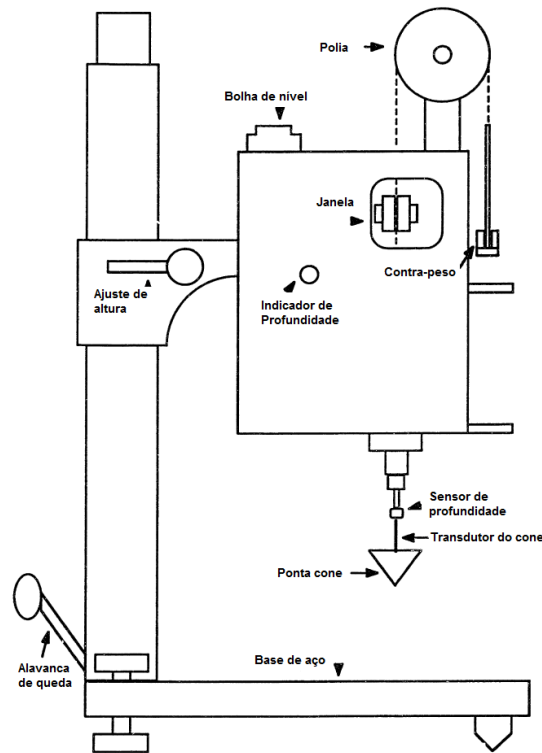 Polia
Bolha de nível
Janela
Contra-peso
Ajuste de
altura
Indicador de
Profundidade
Sensor de
profundidade
Transdutor do cone
Ponta cone
Alavanca
de queda
Base de aço